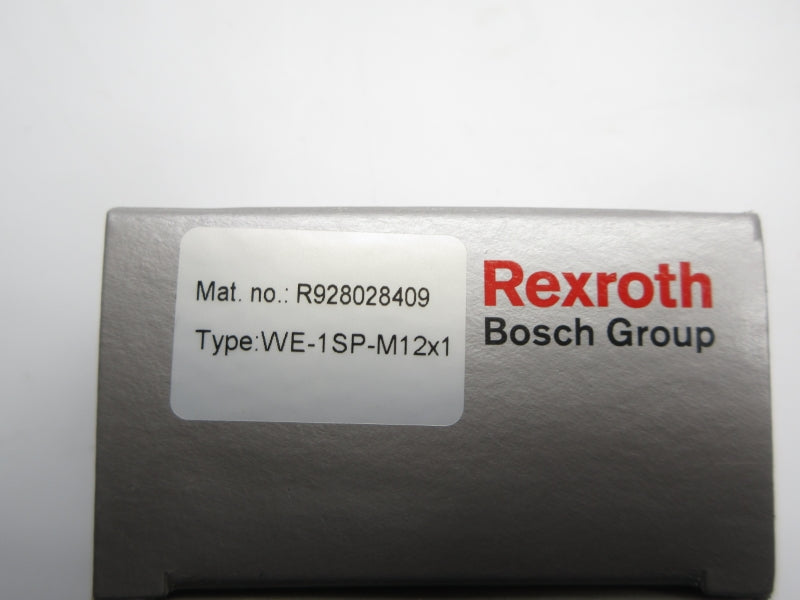 Mat. no.: R928028409
Type:WE-1SP-M12x1
Rexroth
Bosch Group